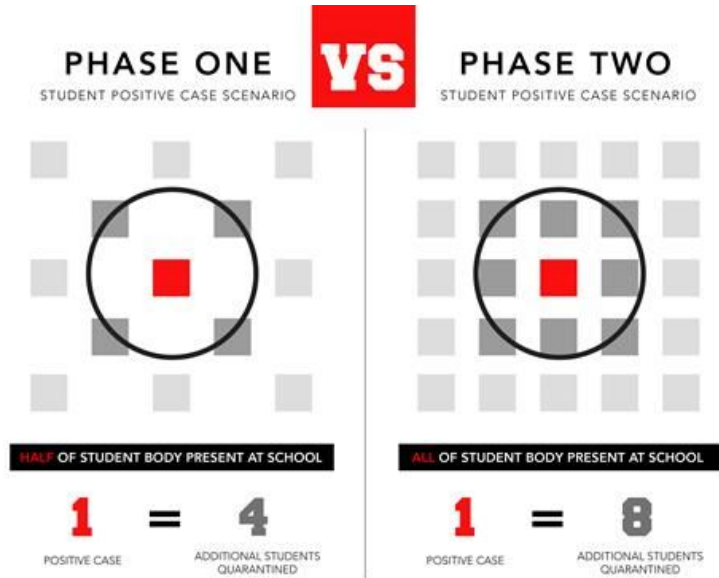 PHASE ONE
STUDENT POSITIVE CASE SCENARIO
VS
PHASE TWO
STUDENT POSITIVE CASE SCENARIO
HALF OF STUDENT BODY PRESENT AT SCHOOL
1 = 4
POSITIVE CASE
ADDITIONAL STUDENTS
QUARANTINED
ALL OF STUDENT BODY PRESENT AT SCHOOL
1 = 8
POSITIVE CASE
ADDITIONAL STUDENTS
QUARANTINED